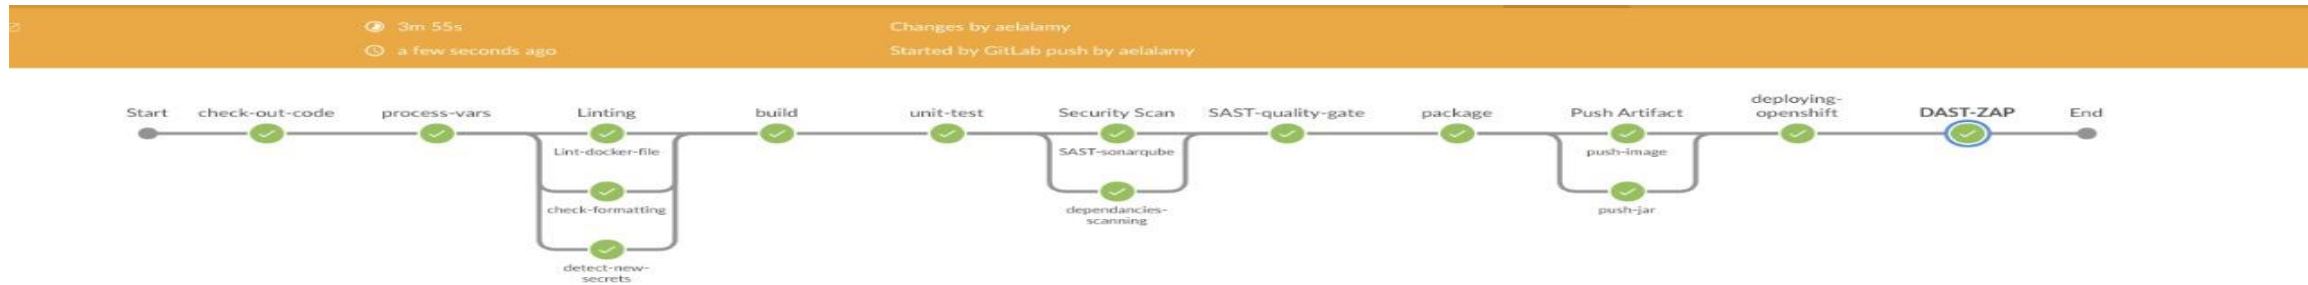 3m 55s
Changes by aelalamy
a few seconds ago
Started by GitLab push by aelalamy
Start
check-out-code
process-vars
Linting
build
unit-test
Security Scan
SAST-quality-gate
package
Push Artifact
deploying-
openshift
DAST-ZAP
End
Lint-docker-file
SAST-sonarqube
push-image
check-formatting
dependancies-
scanning
push-jar
detect-new-
secrets